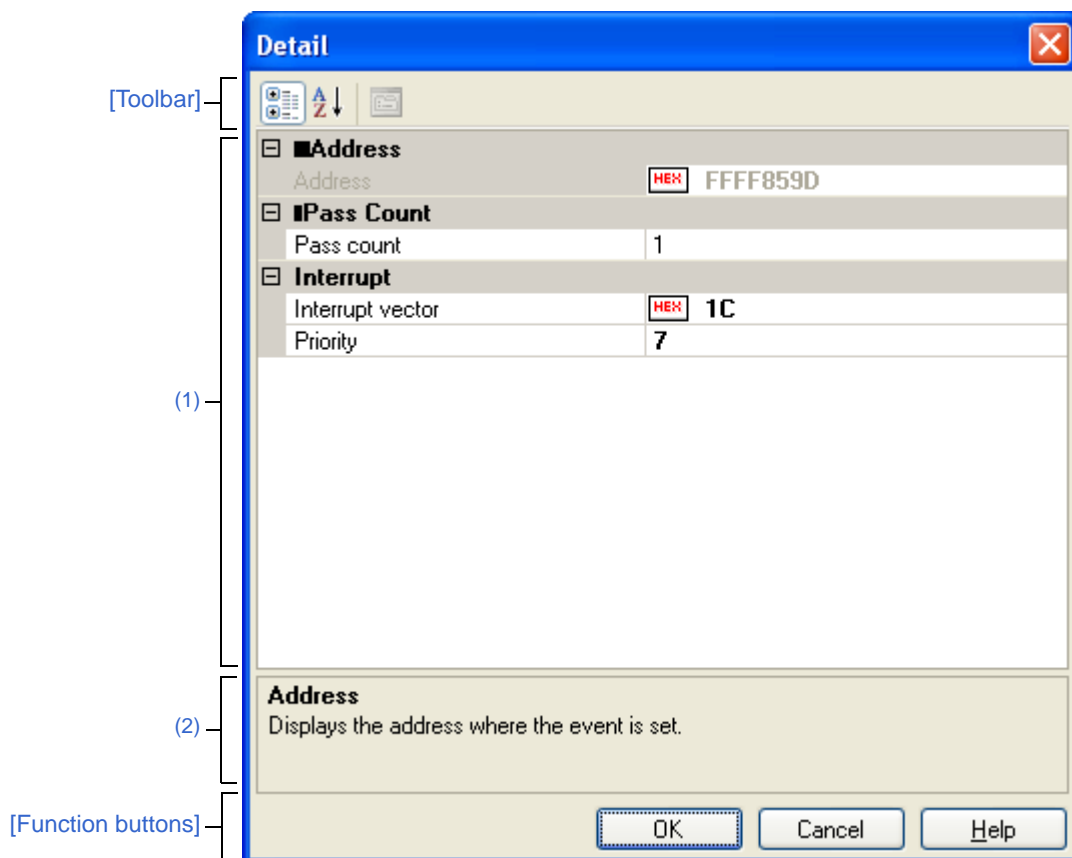 Detail
[Toolbar]
A Z
■Address
Address HEX FFFF859D
▮Pass Count
Pass count 1
Interrupt
Interrupt vector HEX 1C
Priority 7
(1)
Address
Displays the address where the event is set.
(2)
[Function buttons]
OK Cancel Help